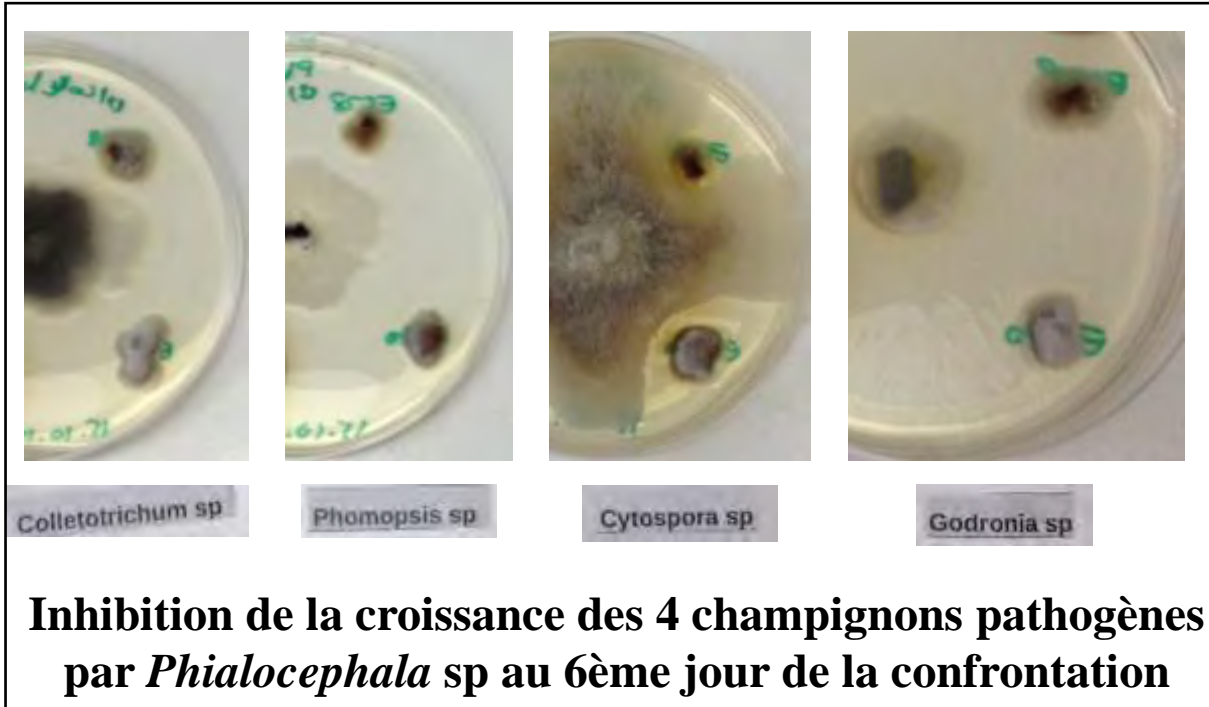 Colletotrichum sp
Phomopsis sp
Cytospora sp
Godronia sp
Inhibition de la croissance des 4 champignons pathogènes
par Phialocephala sp au 6ème jour de la confrontation